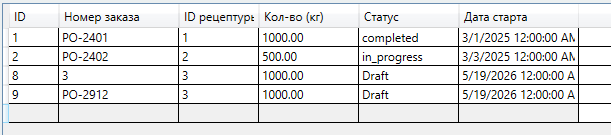 ID Номер заказа ID рецептуры Кол-во (кг) Статус Дата старта
1 PO-2401 1 1000.00 completed 3/1/2025 12:00:00 AM
2 PO-2402 2 500.00 in_progress 3/3/2025 12:00:00 AM
8 3 3 1000.00 Draft 5/19/2026 12:00:00 A
9 PO-2912 3 1000.00 Draft 5/19/2026 12:00:00 A